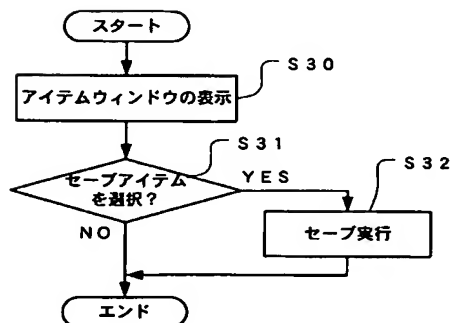 スタート
S30
アイテムウィンドウの表示
S31
セーブアイテム
を選択？
YES
S32
セーブ実行
NO
エンド